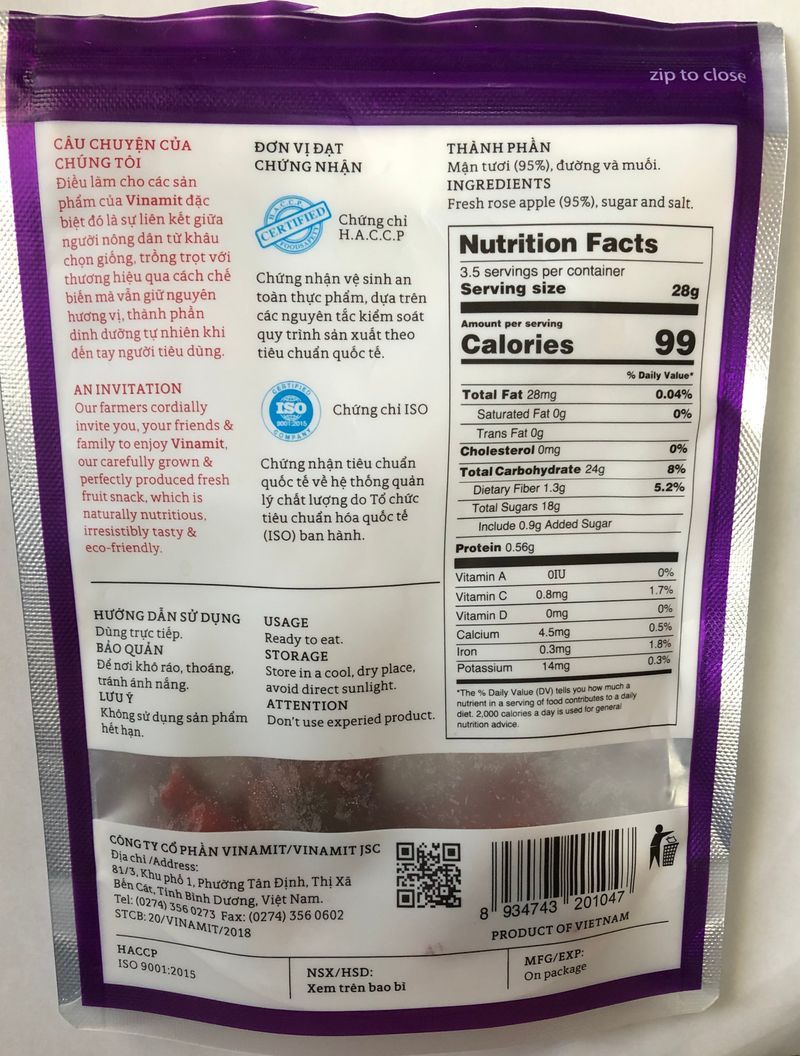 zip to close
CÂU CHUYỆN CỦA
CHÚNG TÔI
Điều làm cho các sản
phẩm của Vinamit đặc
biệt đó là sự liên kết giữa
người nông dân từ khâu
chọn giống, trồng trọt với
thương hiệu qua cách chế
biến mà vẫn giữ nguyên
hương vị, thành phần
dinh dưỡng tự nhiên khi
đến tay người tiêu dùng.
AN INVITATION
Our farmers cordially
invite you, your friends &
family to enjoy Vinamit,
our carefully grown &
perfectly produced fresh
fruit snack, which is
naturally nutritious,
irresistibly tasty &
eco-friendly.
ĐƠN VỊ ĐẠT
CHỨNG NHẬN
H.A.C.C.P
CERTIFIED
FOODSAFETY
Chứng chỉ
H.A.C.C.P
Chứng nhận vệ sinh an
toàn thực phẩm, dựa trên
các nguyên tắc kiểm soát
quy trình sản xuất theo
tiêu chuẩn quốc tế.
CERTIFIED
ISO
9001:2015
COMPANY
Chứng chỉ ISO
Chứng nhận tiêu chuẩn
quốc tế về hệ thống quản
lý chất lượng do Tổ chức
tiêu chuẩn hóa quốc tế
(ISO) ban hành.
THÀNH PHẦN
Mận tươi (95%), đường và muối.
INGREDIENTS
Fresh rose apple (95%), sugar and salt.
Nutrition Facts
3.5 servings per container
Serving size 28g
Amount per serving
Calories 99
% Daily Value*
Total Fat 28mg 0.04%
Saturated Fat 0g 0%
Trans Fat 0g
Cholesterol 0mg 0%
Total Carbohydrate 24g 8%
Dietary Fiber 1.3g 5.2%
Total Sugars 18g
Include 0.9g Added Sugar
Protein 0.56g
Vitamin A 0IU 0%
Vitamin C 0.8mg 1.7%
Vitamin D 0mg 0%
Calcium 4.5mg 0.5%
Iron 0.3mg 1.8%
Potassium 14mg 0.3%
*The % Daily Value (DV) tells you how much a
nutrient in a serving of food contributes to a daily
diet. 2,000 calories a day is used for general
nutrition advice.
HƯỚNG DẪN SỬ DỤNG
Dùng trực tiếp.
BẢO QUẢN
Để nơi khô ráo, thoáng,
tránh ánh nắng.
LƯU Ý
Không sử dụng sản phẩm
hết hạn.
USAGE
Ready to eat.
STORAGE
Store in a cool, dry place,
avoid direct sunlight.
ATTENTION
Don't use experied product.
CÔNG TY CỔ PHẦN VINAMIT/VINAMIT JSC
Địa chỉ /Address:
81/3, Khu phố 1, Phường Tân Định, Thị Xã
Bến Cát, Tỉnh Bình Dương, Việt Nam.
Tel: (0274) 356 0273 Fax: (0274) 356 0602
STCB: 20/VINAMIT/2018
8 934743 201047
PRODUCT OF VIETNAM
HACCP
ISO 9001:2015
NSX/HSD:
Xem trên bao bì
MFG/EXP:
On package